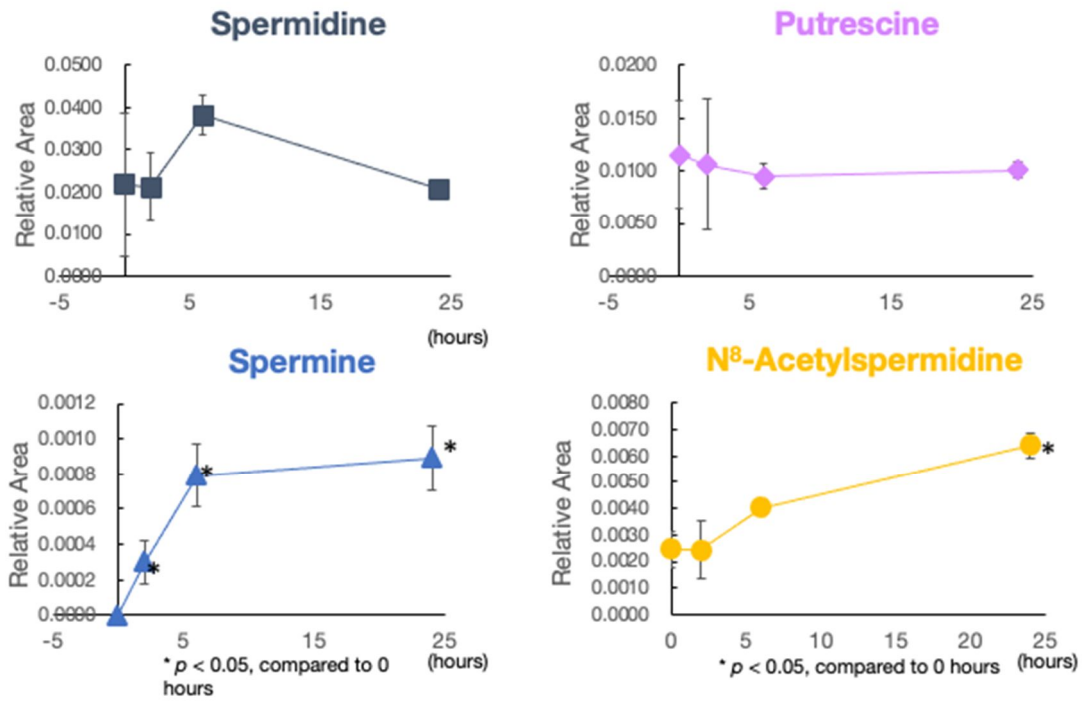 Spermidine
0.0500
0.0400
0.0300
0.0200
0.0100
0.0000
Relative Area
-5 5 15 25
(hours)
Putrescine
0.0200
0.0150
0.0100
0.0050
0.0000
Relative Area
-5 5 15 25
Spermine
0.0012
0.0010
0.0008
0.0006
0.0004
0.0002
0.0000
Relative Area
*
*
*
-5 5 15 25
* p < 0.05, compared to 0
hours
(hours)
N⁸-Acetylspermidine
0.0080
0.0070
0.0060
0.0050
0.0040
0.0030
0.0020
0.0010
0.0000
Relative Area
*
0 5 10 15 20 25
* p < 0.05, compared to 0 hours
(hours)